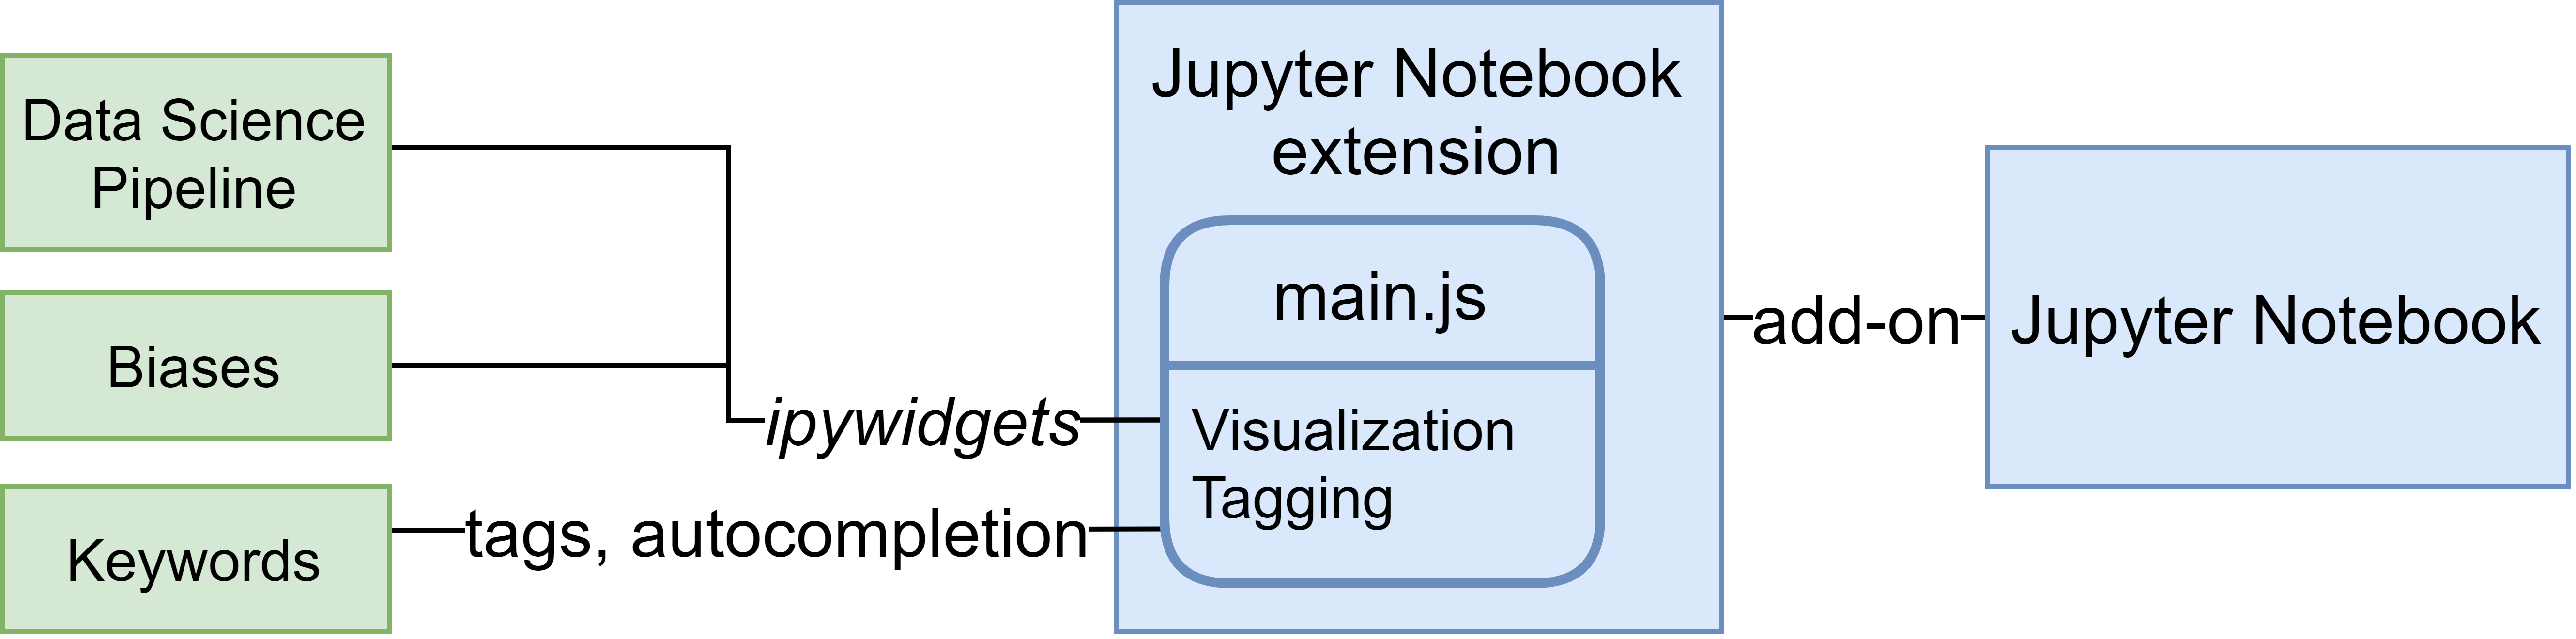 Data Science
Pipeline
Biases
Keywords
ipywidgets
tags, autocompletion
Jupyter Notebook
extension
main.js
Visualization
Tagging
add-on
Jupyter Notebook